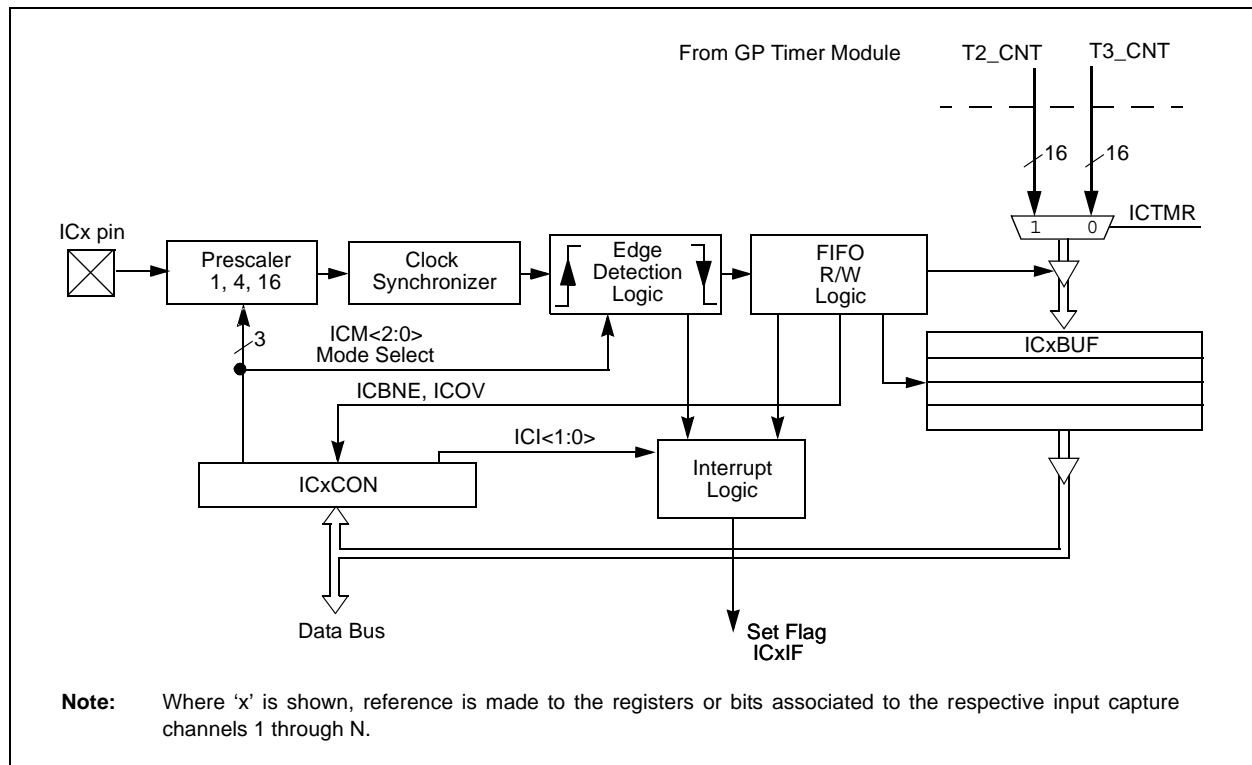 From GP Timer Module T2_CNT T3_CNT
16 16
ICx pin
1 0 ICTMR
Prescaler
1, 4, 16
Clock
Synchronizer
Edge
Detection
Logic
FIFO
R/W
Logic
3
ICM<2:0>
Mode Select
ICxBUF
ICBNE, ICOV
ICI<1:0>
Interrupt
Logic
ICxCON
Data Bus
Set Flag
ICxIF
Note: Where ‘x’ is shown, reference is made to the registers or bits associated to the respective input capture
channels 1 through N.